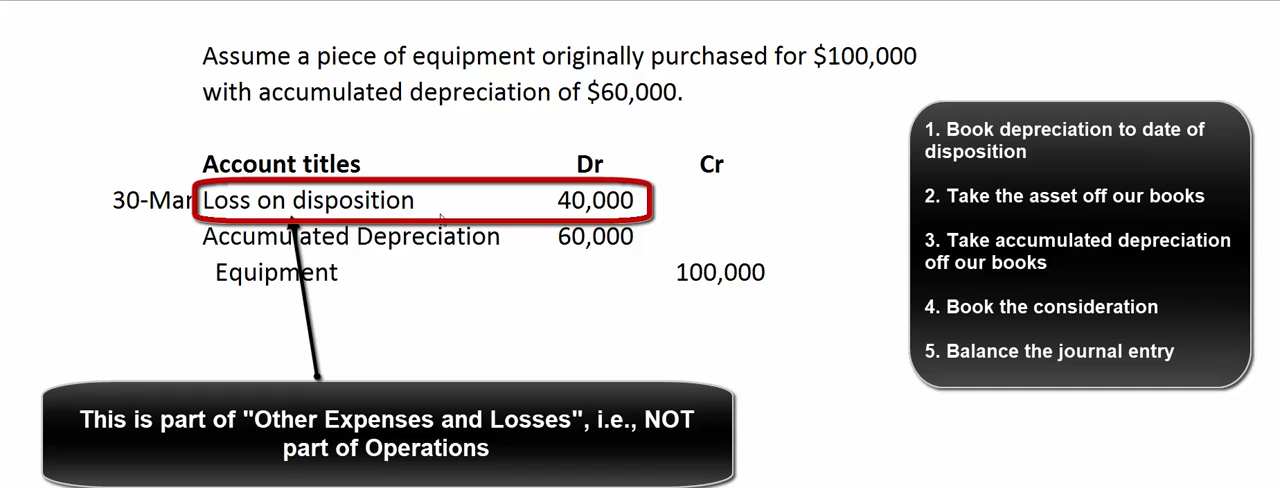 Assume a piece of equipment originally purchased for $100,000
with accumulated depreciation of $60,000.
Account titles Dr Cr
30-Mar Loss on disposition 40,000
Accumulated Depreciation 60,000
Equipment 100,000
1. Book depreciation to date of
disposition
2. Take the asset off our books
3. Take accumulated depreciation
off our books
4. Book the consideration
5. Balance the journal entry
This is part of "Other Expenses and Losses", i.e., NOT
part of Operations